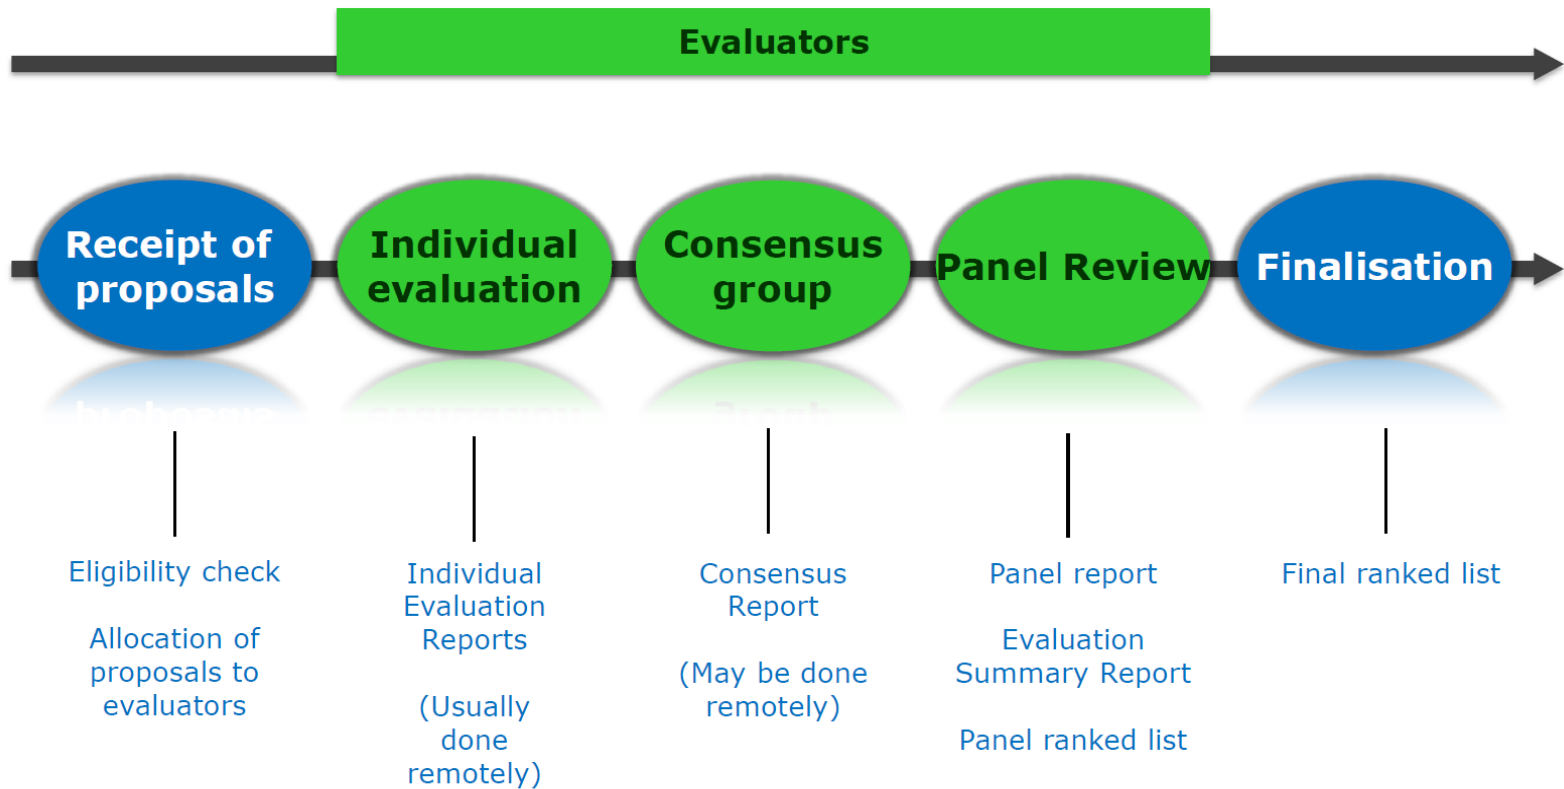 Evaluators
Receipt of
proposals
Individual
evaluation
Consensus
group
Panel Review
Finalisation
Eligibility check
Allocation of
proposals to
evaluators
Individual
Evaluation
Reports
(Usually
done
remotely)
Consensus
Report
(May be done
remotely)
Panel report
Evaluation
Summary Report
Panel ranked list
Final ranked list